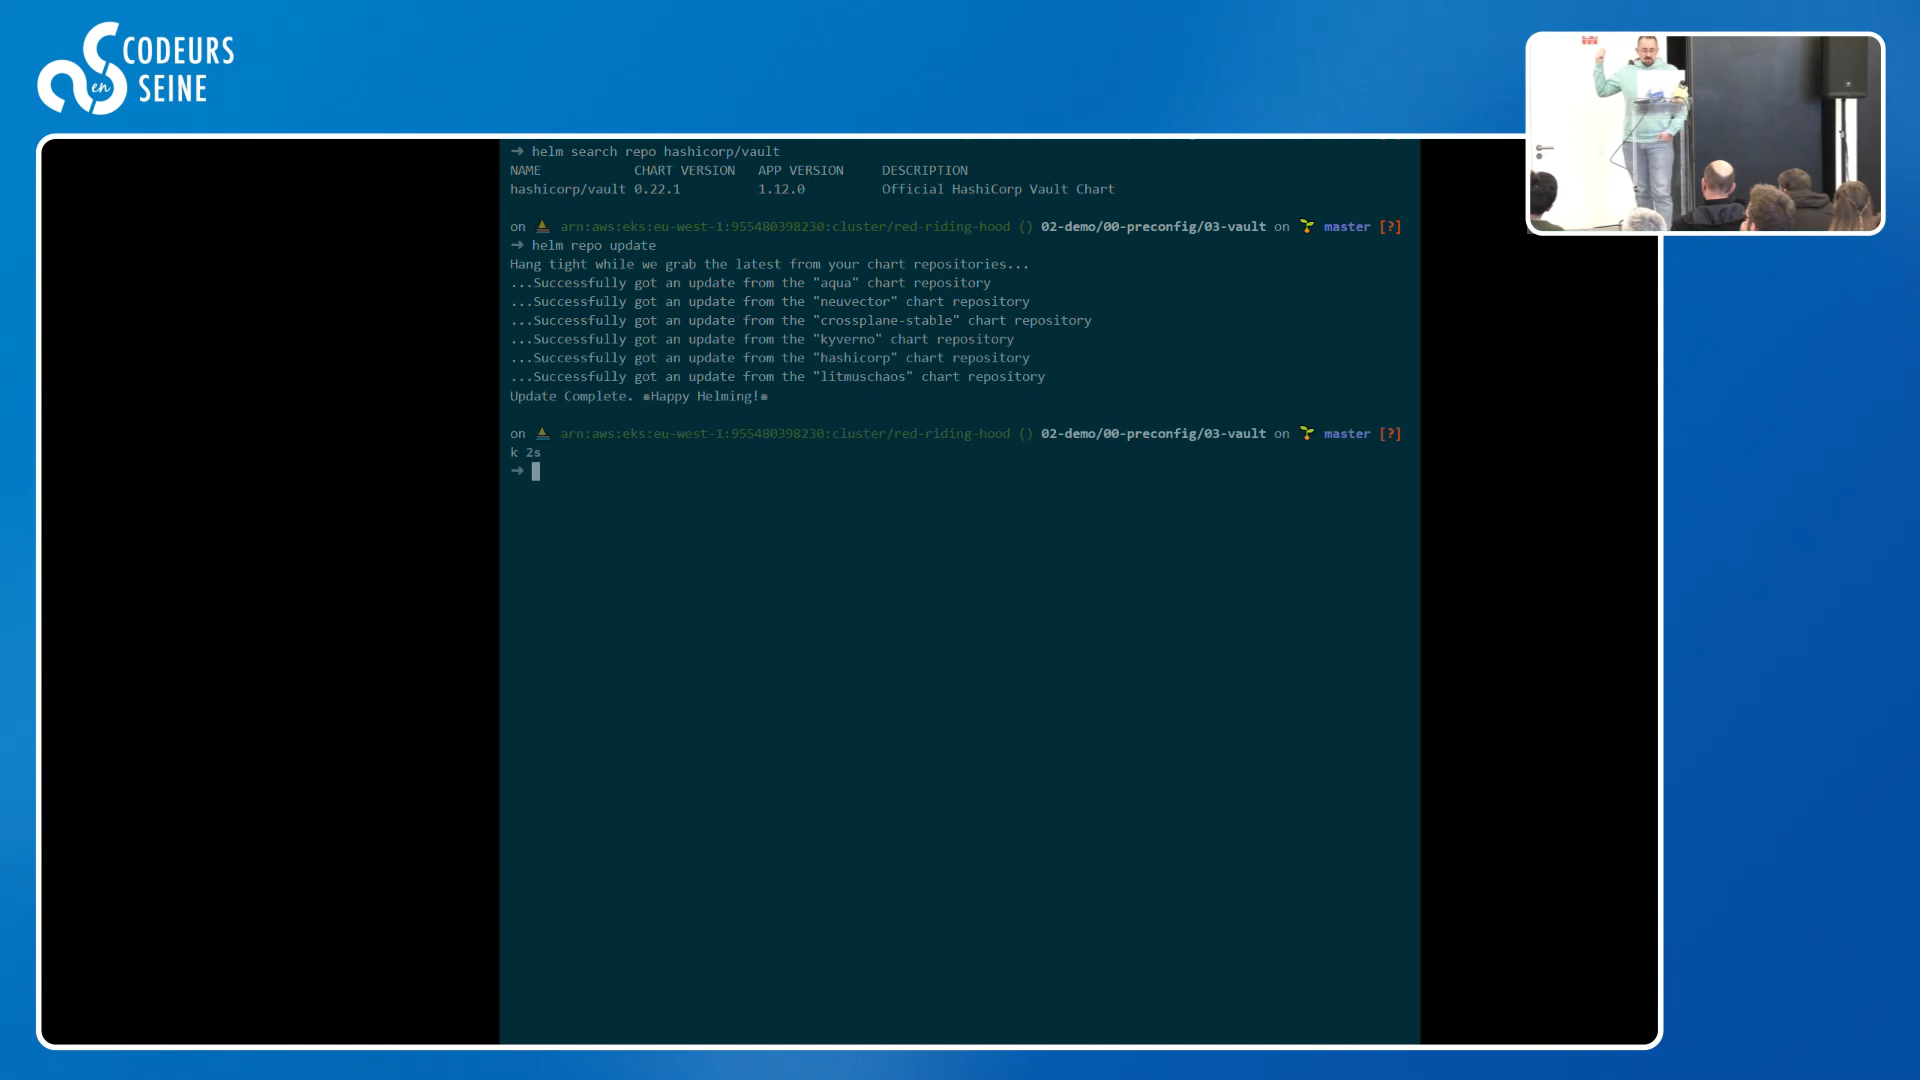 CODEURS
en
SEINE
➜ helm search repo hashicorp/vault
NAME CHART VERSION APP VERSION DESCRIPTION
hashicorp/vault 0.22.1 1.12.0 Official HashiCorp Vault Chart
on arn:aws:eks:eu-west-1:955480398230:cluster/red-riding-hood () 02-demo/00-preconfig/03-vault on master [?]
➜ helm repo update
Hang tight while we grab the latest from your chart repositories...
...Successfully got an update from the "aqua" chart repository
...Successfully got an update from the "neuvector" chart repository
...Successfully got an update from the "crossplane-stable" chart repository
...Successfully got an update from the "kyverno" chart repository
...Successfully got an update from the "hashicorp" chart repository
...Successfully got an update from the "litmuschaos" chart repository
Update Complete. ⎈Happy Helming!⎈
on arn:aws:eks:eu-west-1:955480398230:cluster/red-riding-hood () 02-demo/00-preconfig/03-vault on master [?]
k 2s
➜